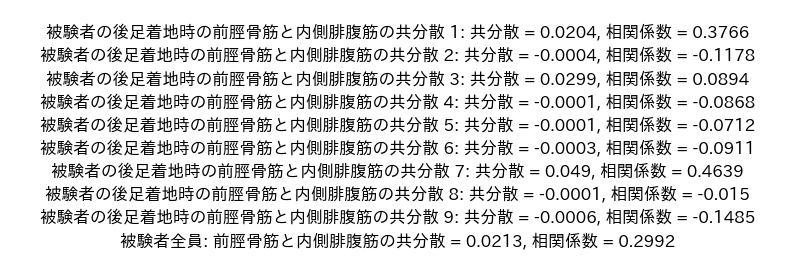 被験者の後足着地時の前脛骨筋と内側腓腹筋の共分散 1: 共分散 = 0.0204, 相関係数 = 0.3766
被験者の後足着地時の前脛骨筋と内側腓腹筋の共分散 2: 共分散 = -0.0004, 相関係数 = -0.1178
被験者の後足着地時の前脛骨筋と内側腓腹筋の共分散 3: 共分散 = 0.0299, 相関係数 = 0.0894
被験者の後足着地時の前脛骨筋と内側腓腹筋の共分散 4: 共分散 = -0.0001, 相関係数 = -0.0868
被験者の後足着地時の前脛骨筋と内側腓腹筋の共分散 5: 共分散 = -0.0001, 相関係数 = -0.0712
被験者の後足着地時の前脛骨筋と内側腓腹筋の共分散 6: 共分散 = -0.0003, 相関係数 = -0.0911
被験者の後足着地時の前脛骨筋と内側腓腹筋の共分散 7: 共分散 = 0.049, 相関係数 = 0.4639
被験者の後足着地時の前脛骨筋と内側腓腹筋の共分散 8: 共分散 = -0.0001, 相関係数 = -0.015
被験者の後足着地時の前脛骨筋と内側腓腹筋の共分散 9: 共分散 = -0.0006, 相関係数 = -0.1485
被験者全員: 前脛骨筋と内側腓腹筋の共分散 = 0.0213, 相関係数 = 0.2992